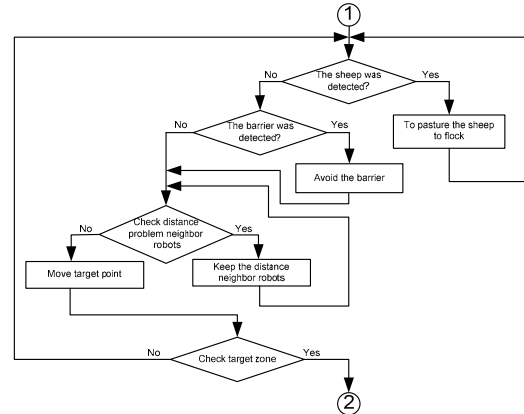 1
The sheep was
detected?
No
Yes
To pasture the sheep
to flock
The barrier was
detected?
No
Yes
Avoid the barrier
Check distance
problem neighbor
robots
No
Yes
Move target point
Keep the distance
neighbor robots
Check target zone
No
Yes
2